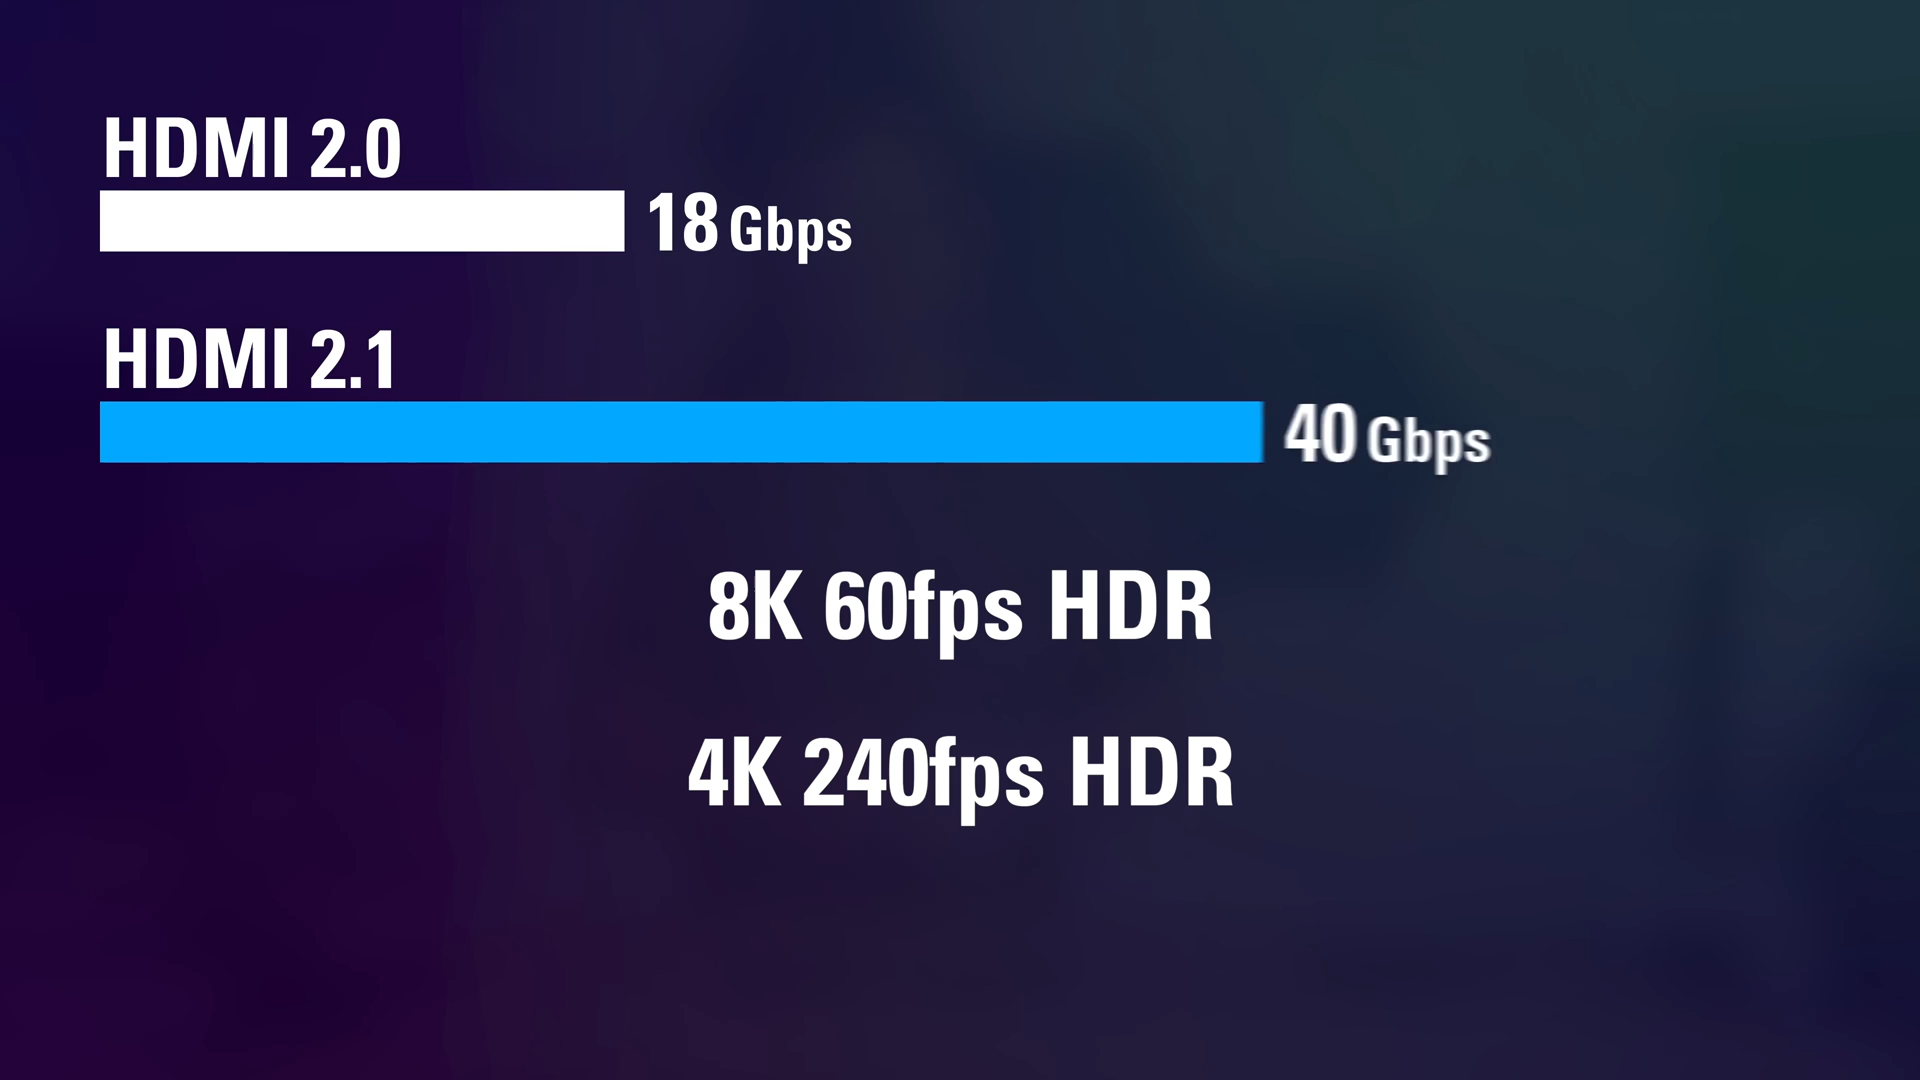 HDMI 2.0
18 Gbps
HDMI 2.1
40 Gbps
8K 60fps HDR
4K 240fps HDR